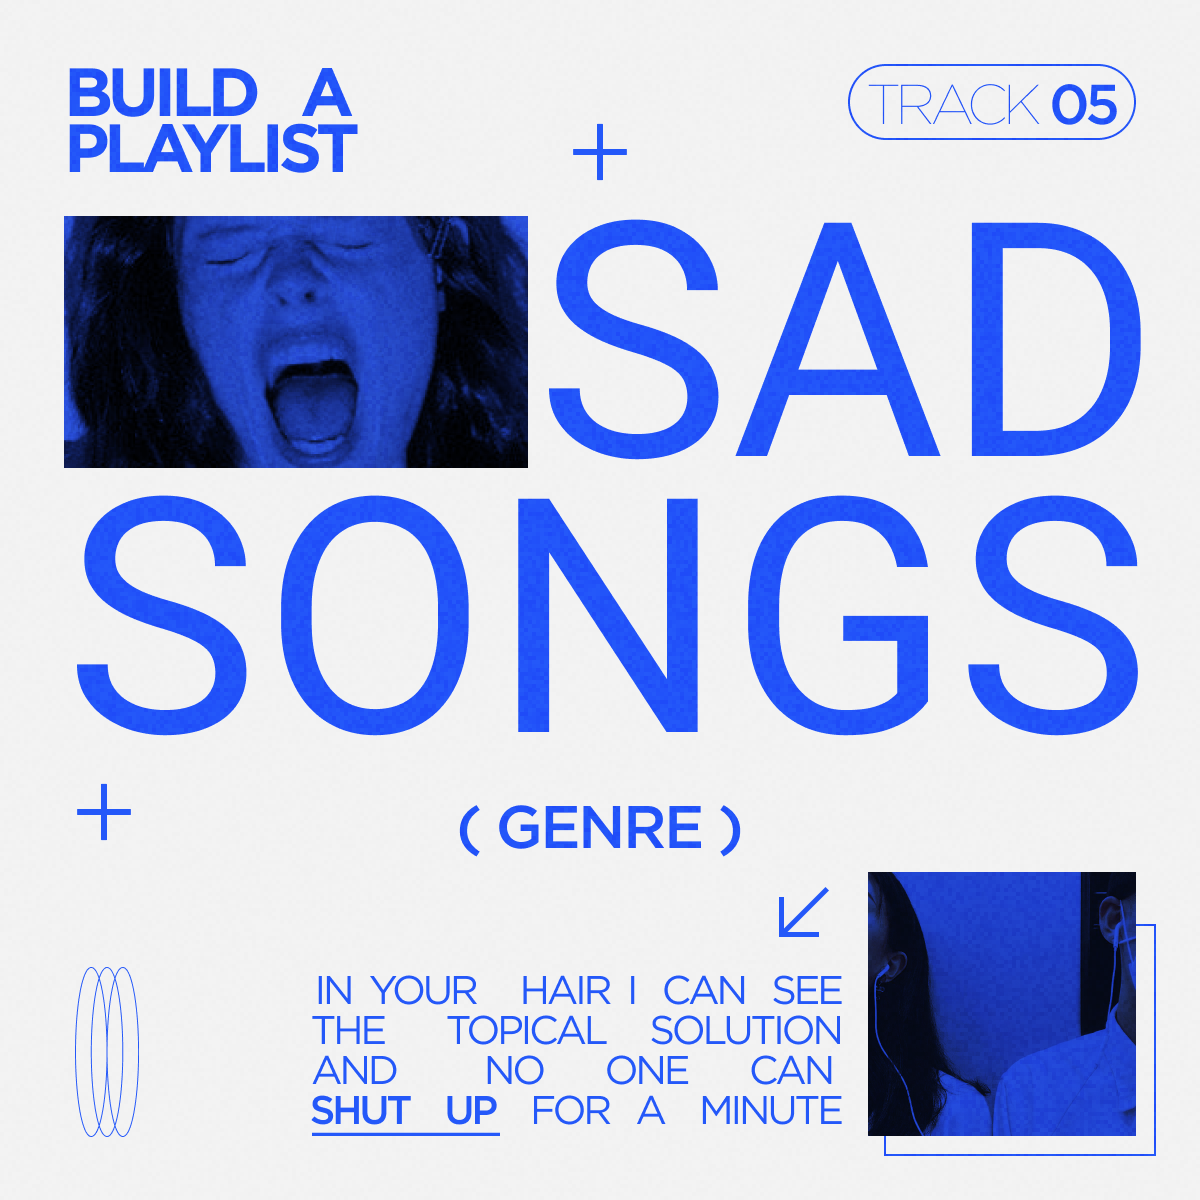 BUILD A
PLAYLIST
TRACK 05
SAD
SONGS
( GENRE )
IN YOUR HAIR I CAN SEE
THE TOPICAL SOLUTION
AND NO ONE CAN
SHUT UP FOR A MINUTE